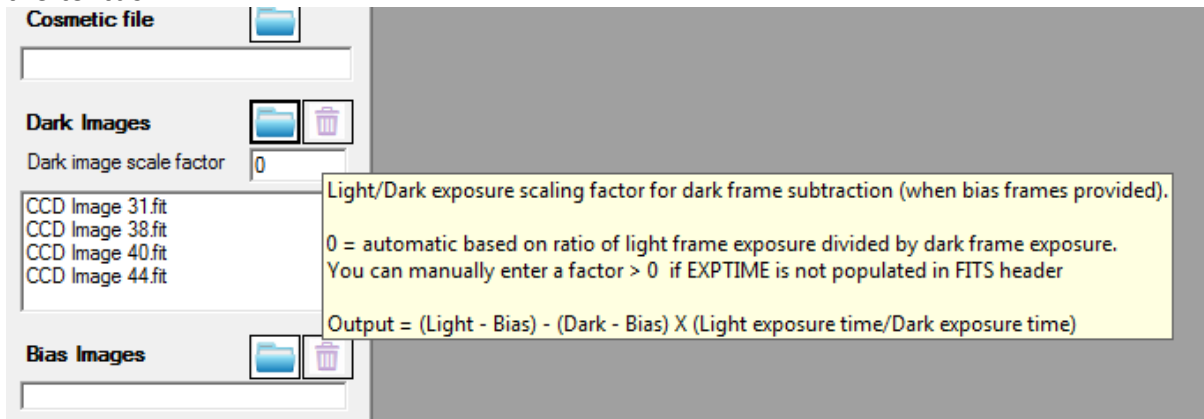 Cosmetic file
Dark Images
Dark image scale factor
0
CCD Image 31.fit
CCD Image 38.fit
CCD Image 40.fit
CCD Image 44.fit
Light/Dark exposure scaling factor for dark frame subtraction (when bias frames provided).
0 = automatic based on ratio of light frame exposure divided by dark frame exposure.
You can manually enter a factor > 0  if EXPTIME is not populated in FITS header
Output = (Light - Bias) - (Dark - Bias) X (Light exposure time/Dark exposure time)
Bias Images